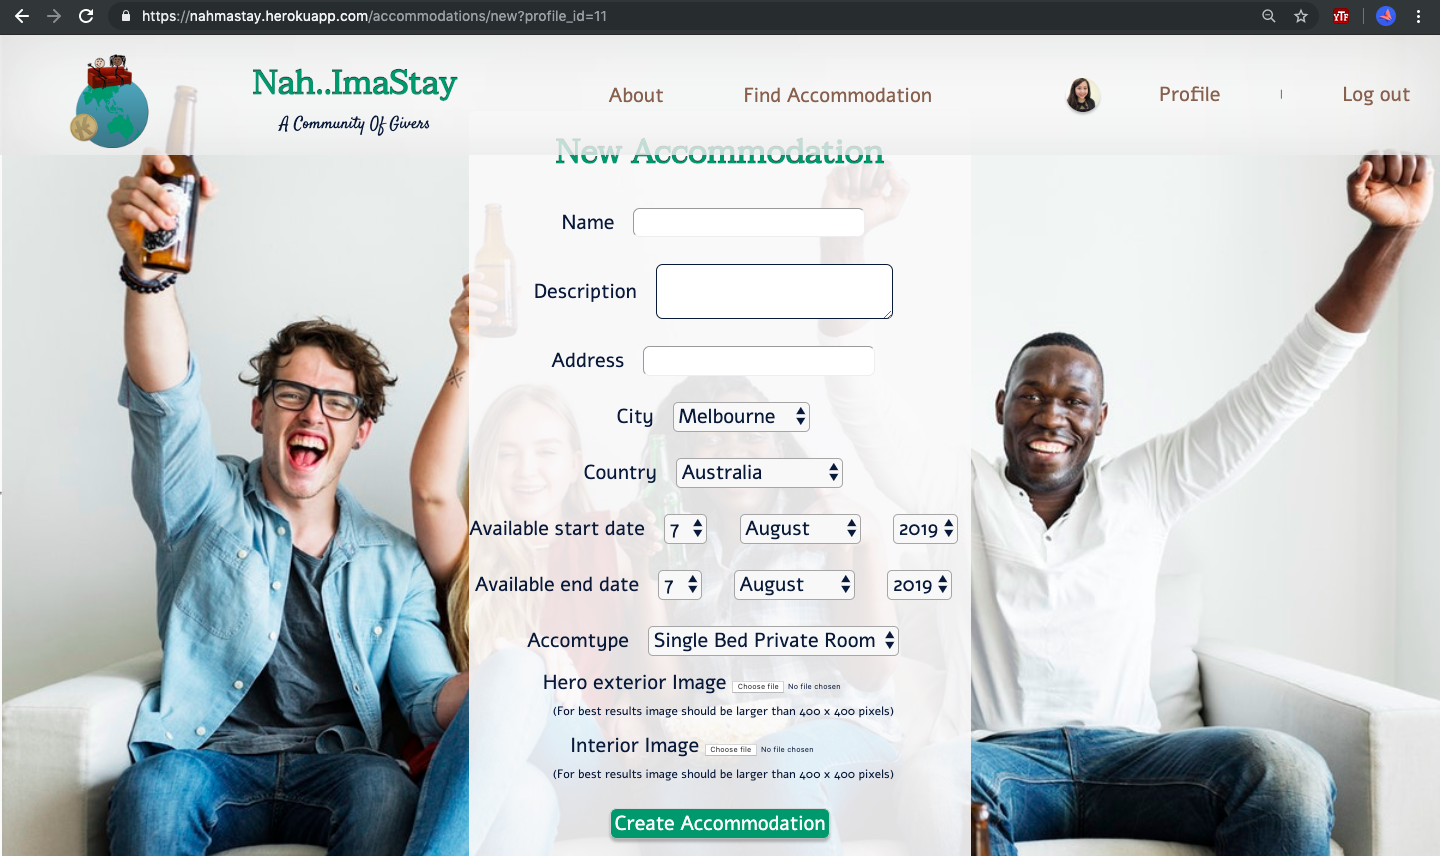 https://nahmastay.herokuapp.com/accommodations/new?profile_id=11
YTF
Nah..ImaStay
A Community Of Givers
About
Find Accommodation
Profile
|
Log out
New Accommodation
Name
Description
Address
City Melbourne
Country Australia
Available start date 7 August 2019
Available end date 7 August 2019
Accomtype Single Bed Private Room
Hero exterior Image Choose file No file chosen
(For best results image should be larger than 400 x 400 pixels)
Interior Image Choose file No file chosen
(For best results image should be larger than 400 x 400 pixels)
Create Accommodation